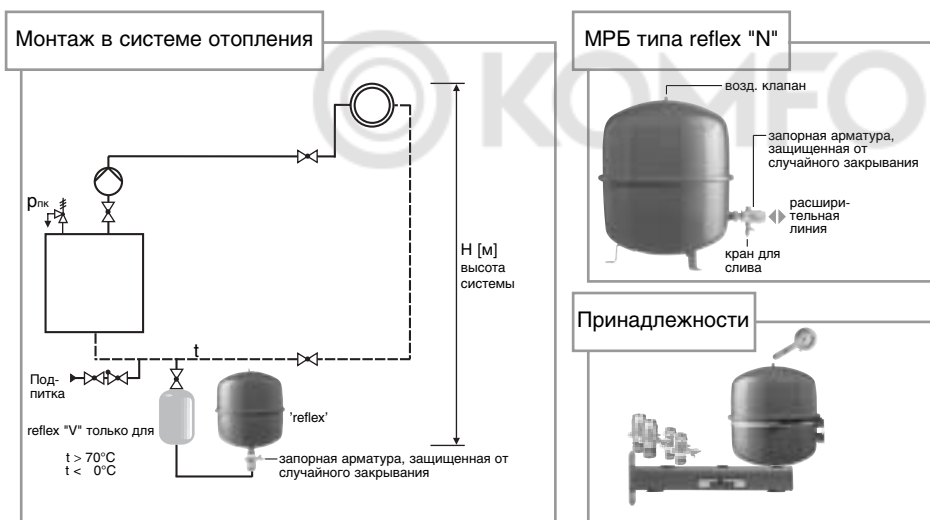 Монтаж в системе отопления
pпк
H [м]
высота
системы
t
Под-
питка
reflex "V" только для
t > 70°C
t < 0°C
'reflex'
запорная арматура, защищенная от
случайного закрывания
МРБ типа reflex "N"
возд. клапан
запорная арматура,
защищенная от
случайного закрывания
расшири-
тельная
линия
кран для
слива
Принадлежности
KOMFO